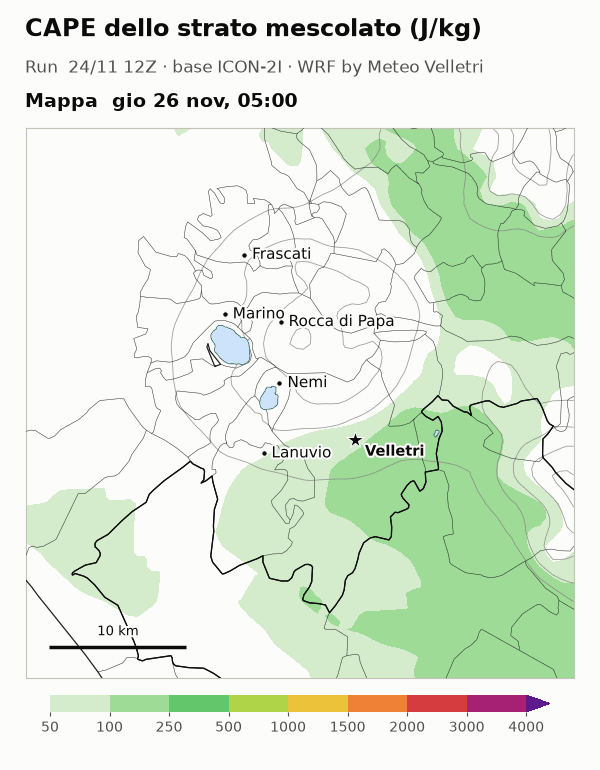 CAPE dello strato mescolato (J/kg)
Run  24/11 12Z · base ICON-2I · WRF by Meteo Velletri
Mappa  gio 26 nov, 05:00
Frascati
Marino
Rocca di Papa
Nemi
Velletri
Lanuvio
10 km
50 100 250 500 1000 1500 2000 3000 4000